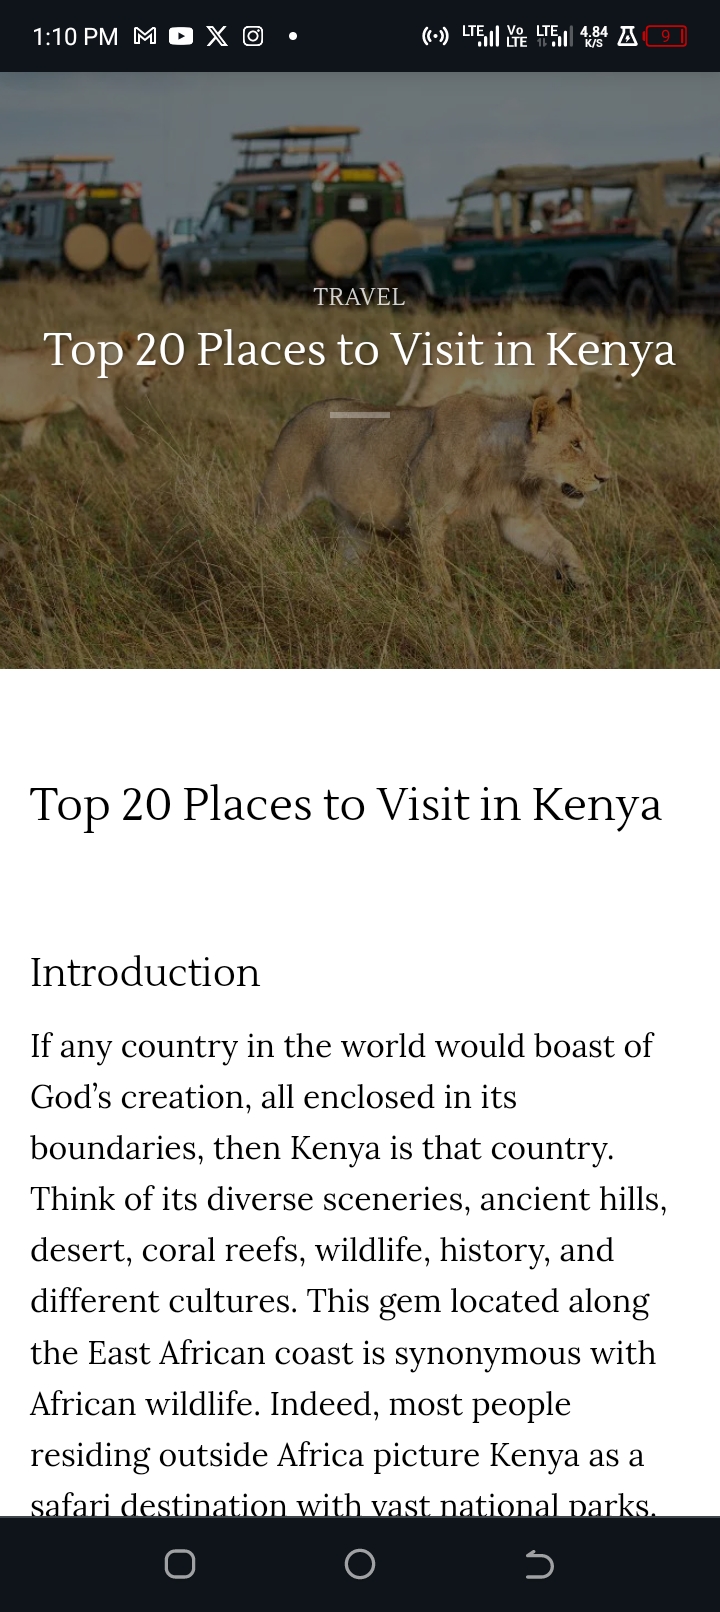 1:10 PM
LTE Vo LTE LTE 4.84 K/S 9
TRAVEL
Top 20 Places to Visit in Kenya
Top 20 Places to Visit in Kenya
Introduction
If any country in the world would boast of
God’s creation, all enclosed in its
boundaries, then Kenya is that country.
Think of its diverse sceneries, ancient hills,
desert, coral reefs, wildlife, history, and
different cultures. This gem located along
the East African coast is synonymous with
African wildlife. Indeed, most people
residing outside Africa picture Kenya as a
safari destination with vast national parks.